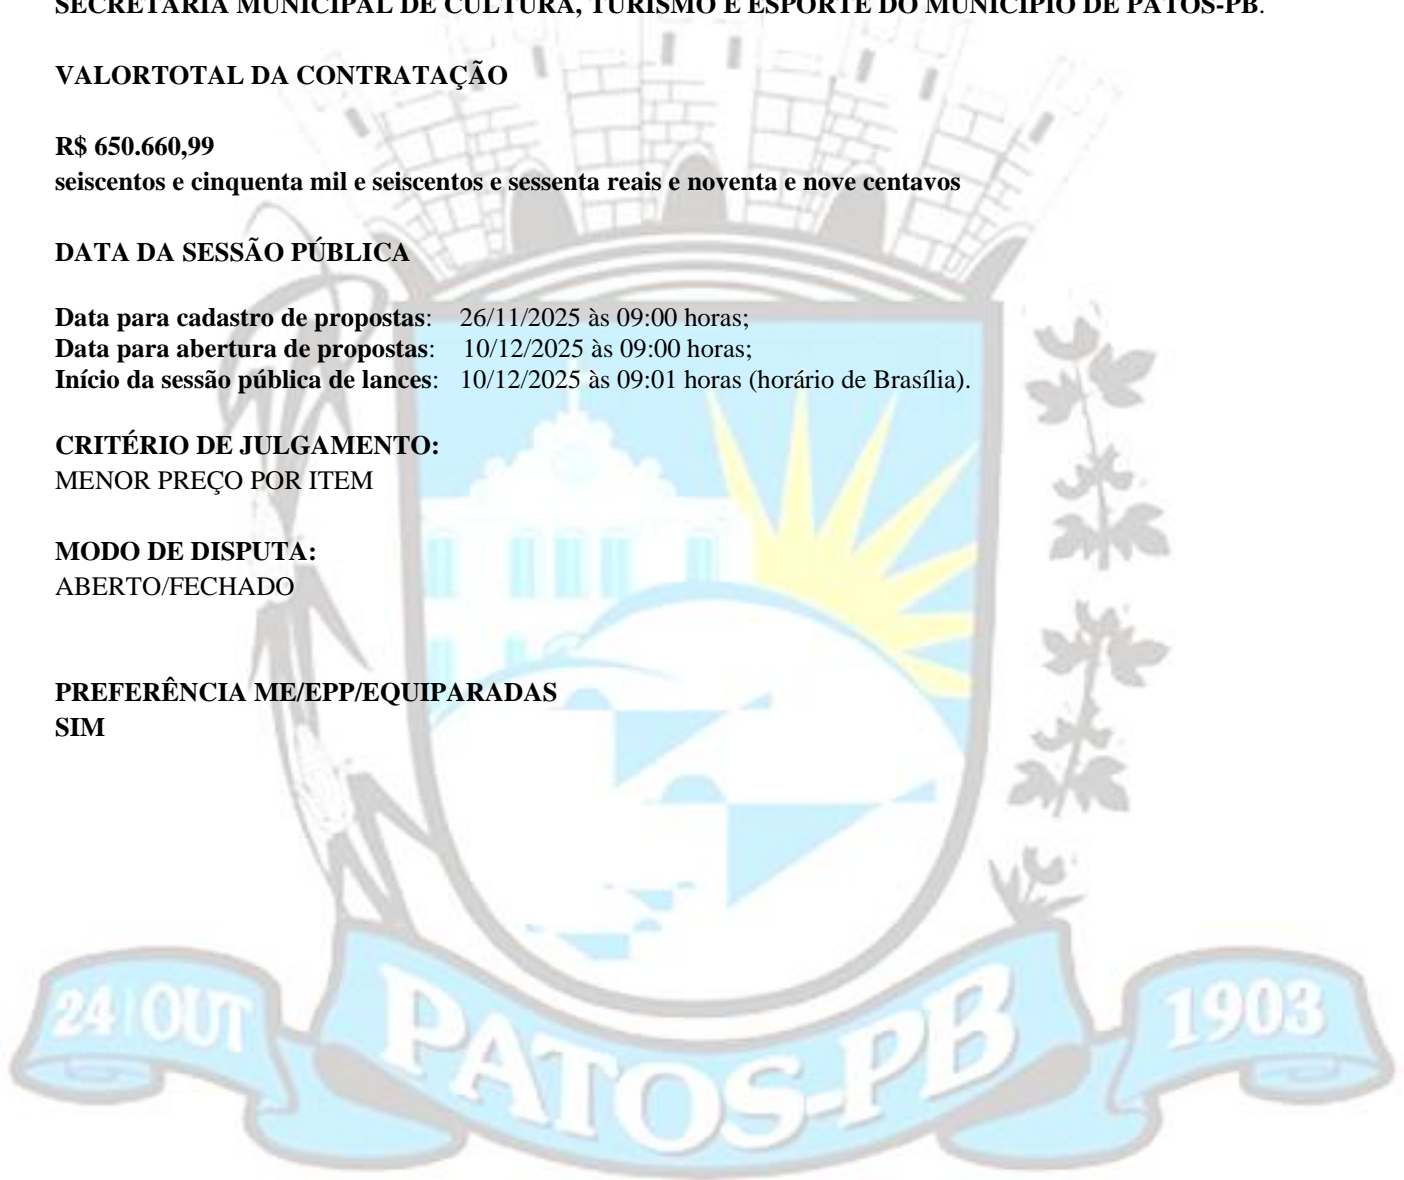 SECRETARIA MUNICIPAL DE CULTURA, TURISMO E ESPORTE DO MUNICÍPIO DE PATOS-PB.
VALORTOTAL DA CONTRATAÇÃO
R$ 650.660,99
seiscentos e cinquenta mil e seiscentos e sessenta reais e noventa e nove centavos
DATA DA SESSÃO PÚBLICA
Data para cadastro de propostas: 26/11/2025 às 09:00 horas;
Data para abertura de propostas: 10/12/2025 às 09:00 horas;
Início da sessão pública de lances: 10/12/2025 às 09:01 horas (horário de Brasília).
CRITÉRIO DE JULGAMENTO:
MENOR PREÇO POR ITEM
MODO DE DISPUTA:
ABERTO/FECHADO
PREFERÊNCIA ME/EPP/EQUIPARADAS
SIM
24 OUT
PATOS-PB
1903